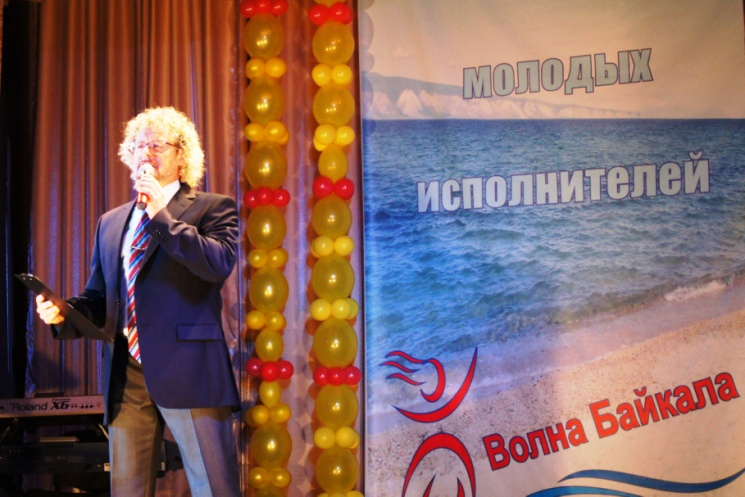 молодых
исполнителей
Roland X6
Волна Байкала